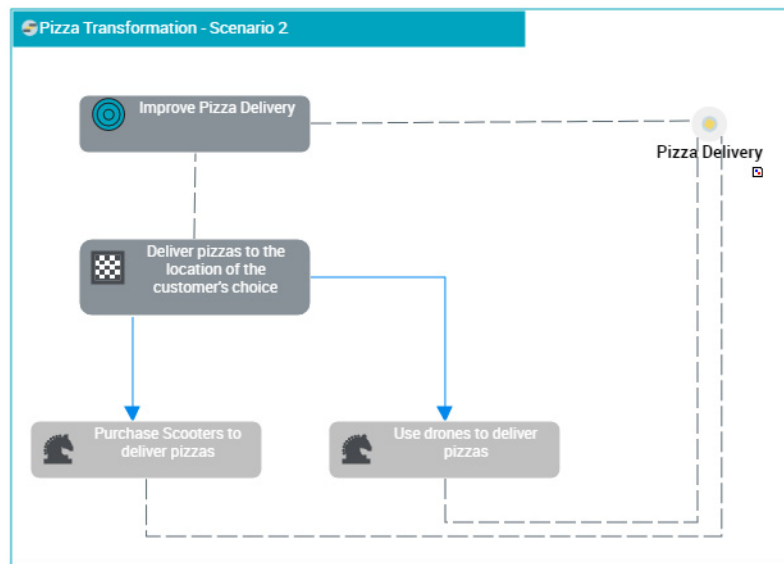 Pizza Transformation - Scenario 2
Improve Pizza Delivery
Pizza Delivery
Deliver pizzas to the
location of the
customer's choice
Purchase Scooters to
deliver pizzas
Use drones to deliver
pizzas